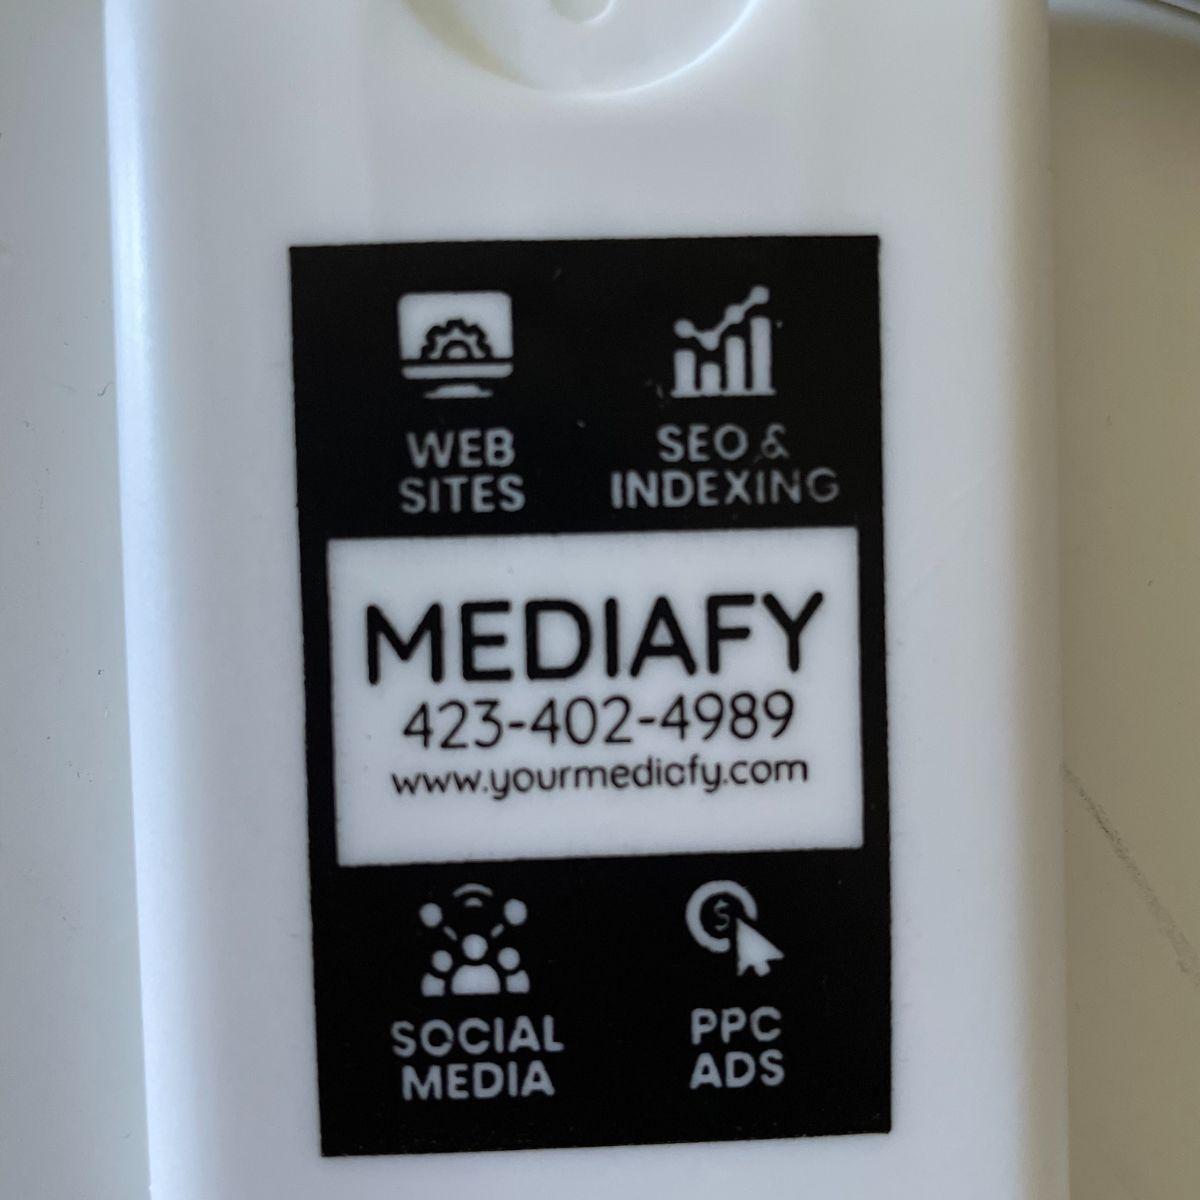 WEB
SITES
SEO &
INDEXING
MEDIAFY
423-402-4989
www.yourmediafy.com
SOCIAL
MEDIA
$
PPC
ADS